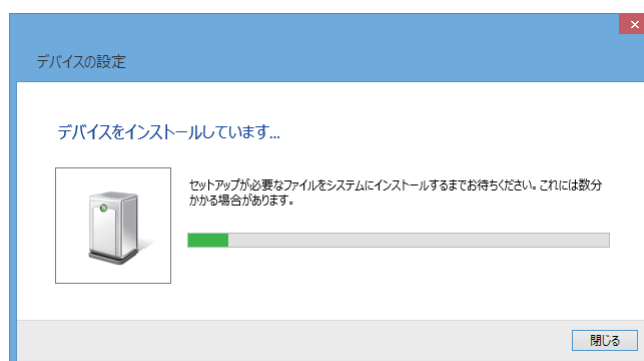 デバイスの設定
デバイスをインストールしています...
セットアップが必要なファイルをシステムにインストールするまでお待ちください。これには数分
かかる場合があります。
閉じる